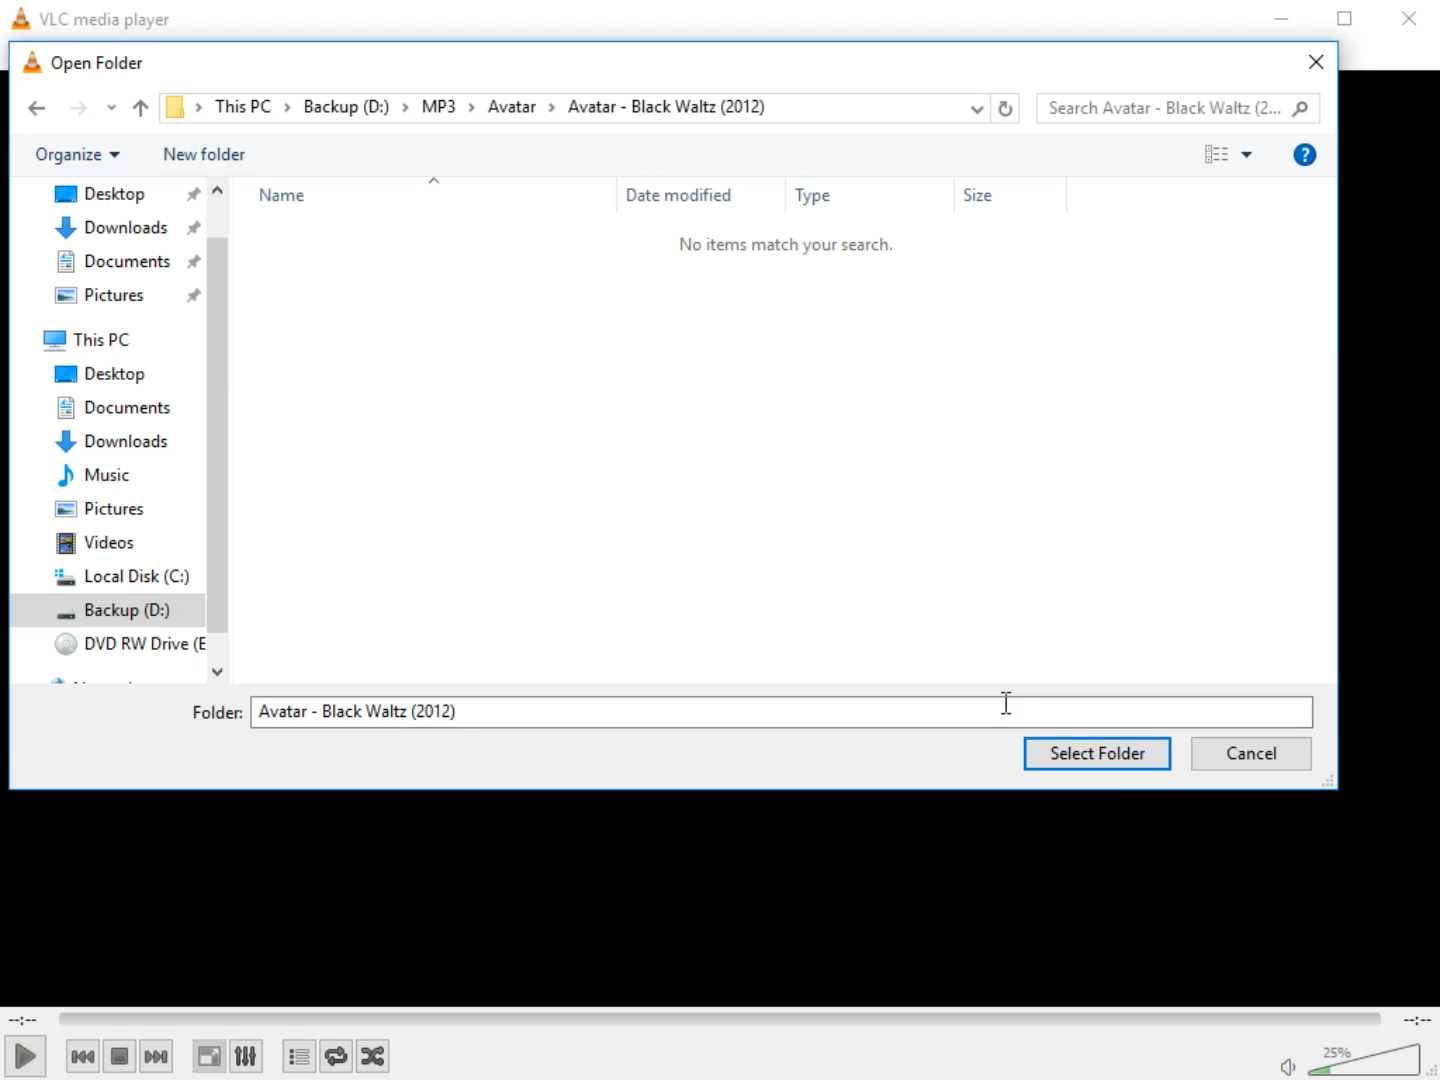 VLC media player
Open Folder
This PC > Backup (D:) > MP3 > Avatar > Avatar - Black Waltz (2012)
Search Avatar - Black Waltz (2...
Organize
New folder
?
Desktop
Downloads
Documents
Pictures
This PC
Desktop
Documents
Downloads
Music
Pictures
Videos
Local Disk (C:)
Backup (D:)
DVD RW Drive (E
Name
Date modified
Type
Size
No items match your search.
Folder:
Avatar - Black Waltz (2012)
Select Folder
Cancel
--:--
--:--
25%